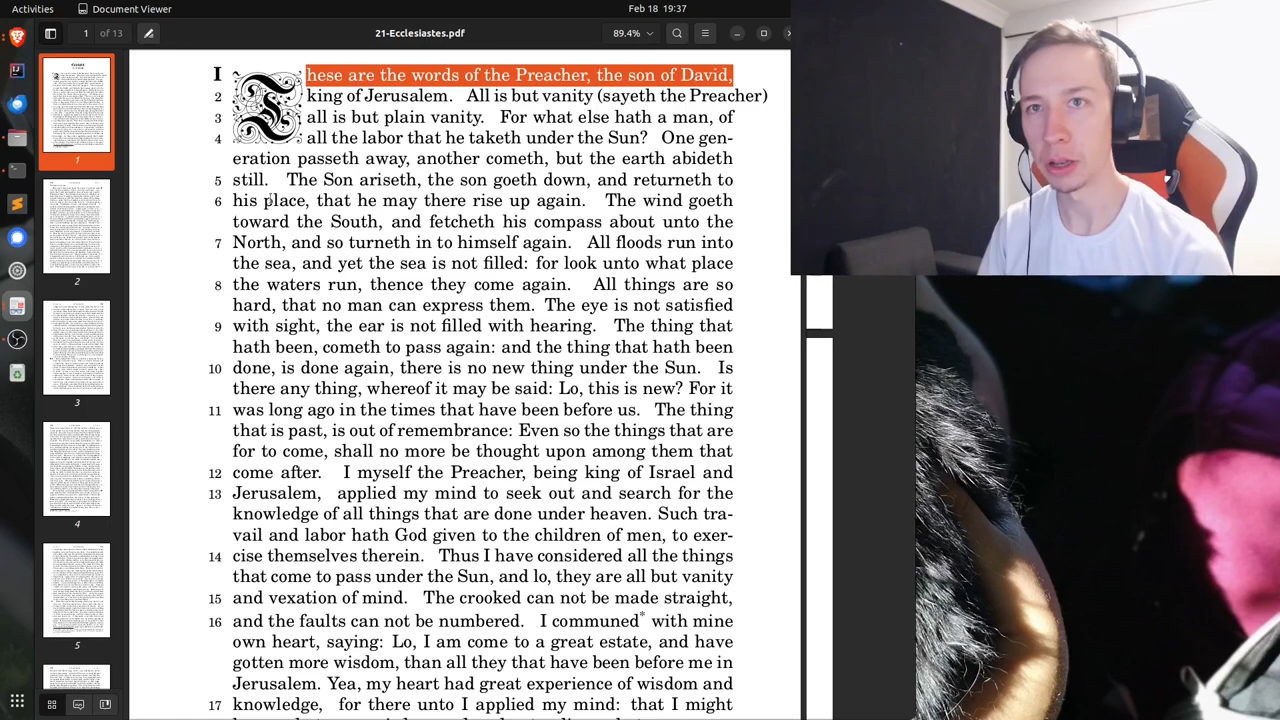 Activities
Document Viewer
Feb 18 19:37
1 of 13
21-Ecclesiastes.pdf
89.4%
I
hese are the words of the Preacher, the son of David,
king of Jerusalem. All is but vanity (sayeth the Preacher)
3 all is but plain vanity. For what else hath a man, of
4 all the labor that he taketh under the Sun? One gen-
eration passeth away, another cometh, but the earth abideth
5 still. The Son ariseth, the son goeth down, and returneth to
6 place, that he may there rise up again. The wind goeth
the South, and fetcheth his compass about unto the
7 and so turneth in to himself again. All floods run into
and yet the sea is not filled: for look unto what place
8 the waters run, thence they come again. All things are so
hard, that no man can express them. The eye is not satisfied
9 with sight, the ear is not filled with hearing. The thing that
been, cometh to pass again: and the thing that hath been
10 done, is done again, there is no new thing under the Sun. Is
there any thing, whereof it may be said: Lo, this is new? For it
11 was long ago in the times that have been before us. The thing
that is past, is out of remembrance: Even so the things that are
to come, shall no more be thought upon among them that
12 come after. I myself the Preacher, being king of Israel and
13 Jerusalem, applied my mind to seek out and search for the
knowledge of all things that are done under heaven. Such tra-
vail and labor hath God given to the children of men, to exer-
14 cise themselves therein. Thus I have considered all the things
that come to pass under the Sun: and lo, they are all but vanity
15 and vexation of mind. The crooked can not be made straight,
16 and the faults can not be numbered. I communed* with mine
own heart, saying: Lo, I am come to a great estate, and have
gotten more wisdom, than all they that have been before me in
Jerusalem. Yea, my heart had great experience of wisdom and
17 knowledge, for there unto I applied my mind: that I might
1
2
3
4
5